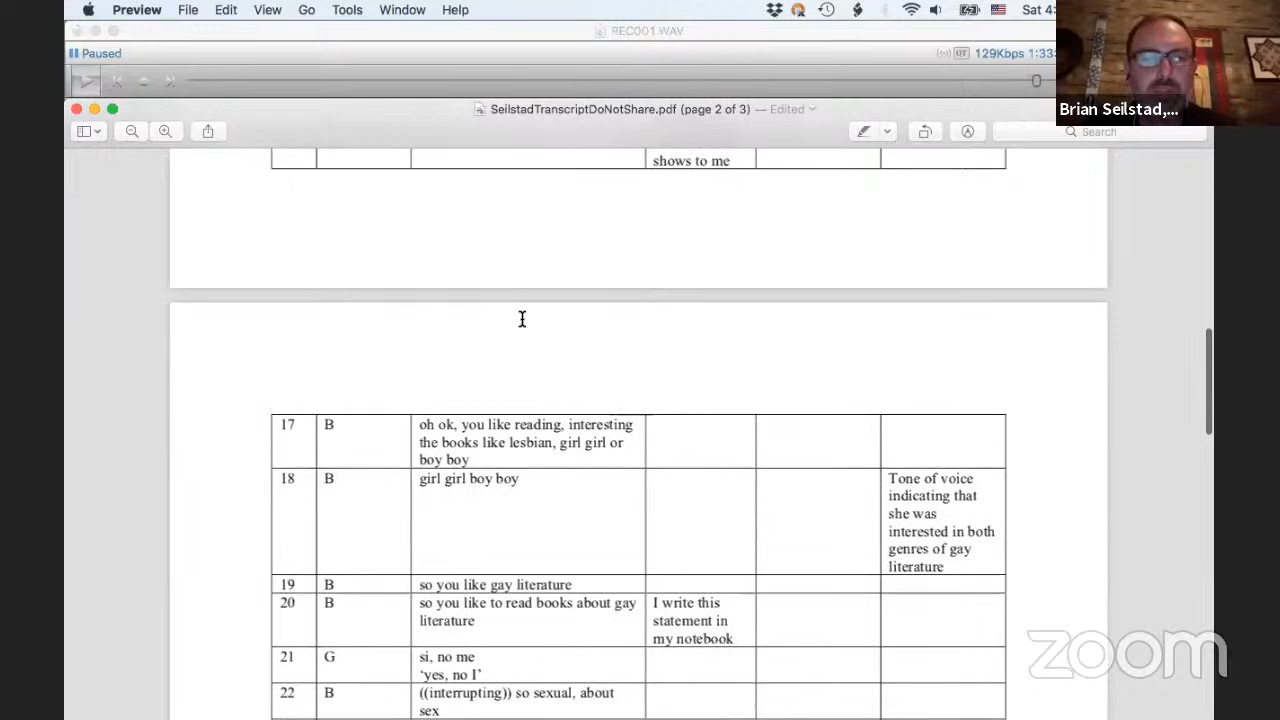 Preview File Edit View Go Tools Window Help Sat 4:
REC001.WAV
Paused 129Kbps 1:33:
SeilstadTranscriptDoNotShare.pdf (page 2 of 3) — Edited
Brian Seilstad,...
Search
shows to me
17 B oh ok, you like reading, interesting
the books like lesbian, girl girl or
boy boy
18 B girl girl boy boy Tone of voice
indicating that
she was
interested in both
genres of gay
literature
19 B so you like gay literature
20 B so you like to read books about gay I write this
literature statement in
my notebook
21 G si, no me
‘yes, no I’
22 B ((interrupting)) so sexual, about
sex
zoom